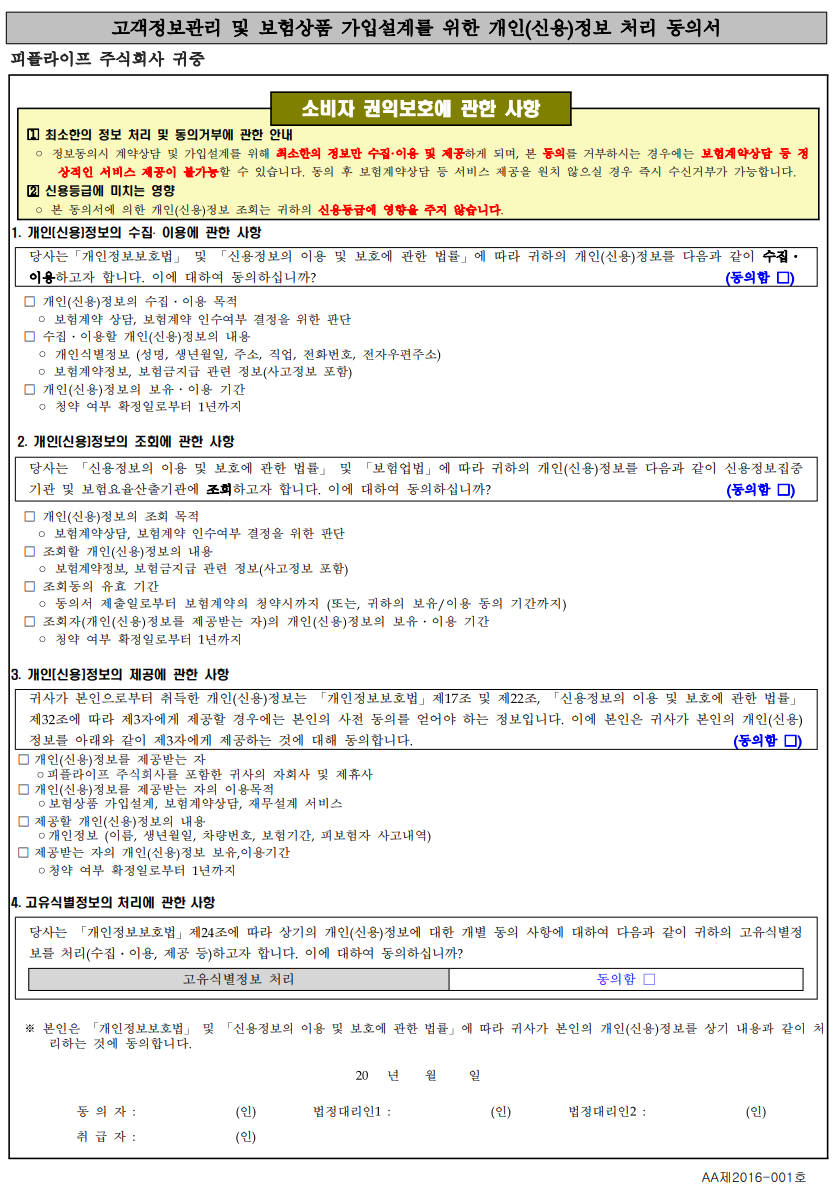 고객정보관리 및 보험상품 가입설계를 위한 개인(신용)정보 처리 동의서
피플라이프 주식회사 귀중
소비자 권익보호에 관한 사항
1 최소한의 정보 처리 및 동의거부에 관한 안내
○ 정보동의시 계약상담 및 가입설계를 위해 최소한의 정보만 수집·이용 및 제공하게 되며, 본 동의를 거부하시는 경우에는 보험계약상담 등 정
상적인 서비스 제공이 불가능할 수 있습니다. 동의 후 보험계약상담 등 서비스 제공을 원치 않으실 경우 즉시 수신거부가 가능합니다.
2 신용등급에 미치는 영향
○ 본 동의서에 의한 개인(신용)정보 조회는 귀하의 신용등급에 영향을 주지 않습니다.
1. 개인[신용]정보의 수집· 이용에 관한 사항
당사는「개인정보보호법」 및 「신용정보의 이용 및 보호에 관한 법률」에 따라 귀하의 개인(신용)정보를 다음과 같이 수집·
이용하고자 합니다. 이에 대하여 동의하십니까? (동의함 □)
□ 개인(신용)정보의 수집·이용 목적
○ 보험계약 상담, 보험계약 인수여부 결정을 위한 판단
□ 수집·이용할 개인(신용)정보의 내용
○ 개인식별정보 (성명, 생년월일, 주소, 직업, 전화번호, 전자우편주소)
○ 보험계약정보, 보험금지급 관련 정보(사고정보 포함)
□ 개인(신용)정보의 보유·이용 기간
○ 청약 여부 확정일로부터 1년까지
2. 개인[신용]정보의 조회에 관한 사항
당사는 「신용정보의 이용 및 보호에 관한 법률」 및 「보험업법」에 따라 귀하의 개인(신용)정보를 다음과 같이 신용정보집중
기관 및 보험요율산출기관에 조회하고자 합니다. 이에 대하여 동의하십니까? (동의함 □)
□ 개인(신용)정보의 조회 목적
○ 보험계약상담, 보험계약 인수여부 결정을 위한 판단
□ 조회할 개인(신용)정보의 내용
○ 보험계약정보, 보험금지급 관련 정보(사고정보 포함)
□ 조회동의 유효 기간
○ 동의서 제출일로부터 보험계약의 청약시까지 (또는, 귀하의 보유/이용 동의 기간까지)
□ 조회자(개인(신용)정보를 제공받는 자)의 개인(신용)정보의 보유·이용 기간
○ 청약 여부 확정일로부터 1년까지
3. 개인[신용]정보의 제공에 관한 사항
귀사가 본인으로부터 취득한 개인(신용)정보는 「개인정보보호법」제17조 및 제22조, 「신용정보의 이용 및 보호에 관한 법률」
제32조에 따라 제3자에게 제공할 경우에는 본인의 사전 동의를 얻어야 하는 정보입니다. 이에 본인은 귀사가 본인의 개인(신용)
정보를 아래와 같이 제3자에게 제공하는 것에 대해 동의합니다. (동의함 □)
□ 개인(신용)정보를 제공받는 자
○피플라이프 주식회사를 포함한 귀사의 자회사 및 제휴사
□ 개인(신용)정보를 제공받는 자의 이용목적
○보험상품 가입설계, 보험계약상담, 재무설계 서비스
□ 제공할 개인(신용)정보의 내용
○개인정보 (이름, 생년월일, 차량번호, 보험기간, 피보험자 사고내역)
□ 제공받는 자의 개인(신용)정보 보유,이용기간
○청약 여부 확정일로부터 1년까지
4. 고유식별정보의 처리에 관한 사항
당사는 「개인정보보호법」제24조에 따라 상기의 개인(신용)정보에 대한 개별 동의 사항에 대하여 다음과 같이 귀하의 고유식별정
보를 처리(수집·이용, 제공 등)하고자 합니다. 이에 대하여 동의하십니까?
고유식별정보 처리 동의함 □
※ 본인은 「개인정보보호법」 및 「신용정보의 이용 및 보호에 관한 법률」에 따라 귀사가 본인의 개인(신용)정보를 상기 내용과 같이 처
리하는 것에 동의합니다.
20 년 월 일
동 의 자 : (인) 법정대리인1 : (인) 법정대리인2 : (인)
취 급 자 : (인)
AA제2016-001호